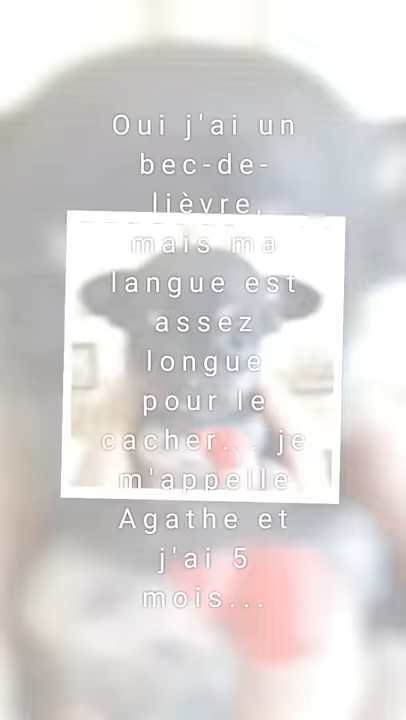 Oui j'ai un
bec-de-
lièvre,
mais ma
langue est
assez
longue
pour le
cacher... je
m'appelle
Agathe et
j'ai 5
mois...